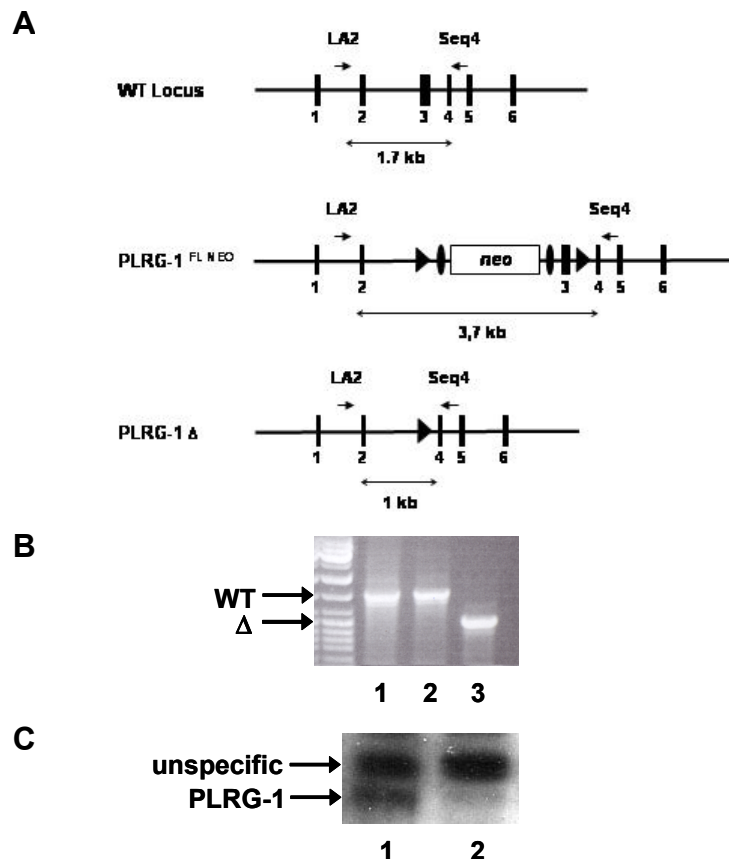 A
LA2 Seq4
WT Locus
1 2 3 4 5 6
1.7 kb
LA2 Seq4
PLRG-1 FL NEO neo
1 2 3 4 5 6
3,7 kb
LA2 Seq4
PLRG-1 Δ
1 2 4 5 6
1 kb
B
WT
Δ
1 2 3
C
unspecific
PLRG-1
1 2